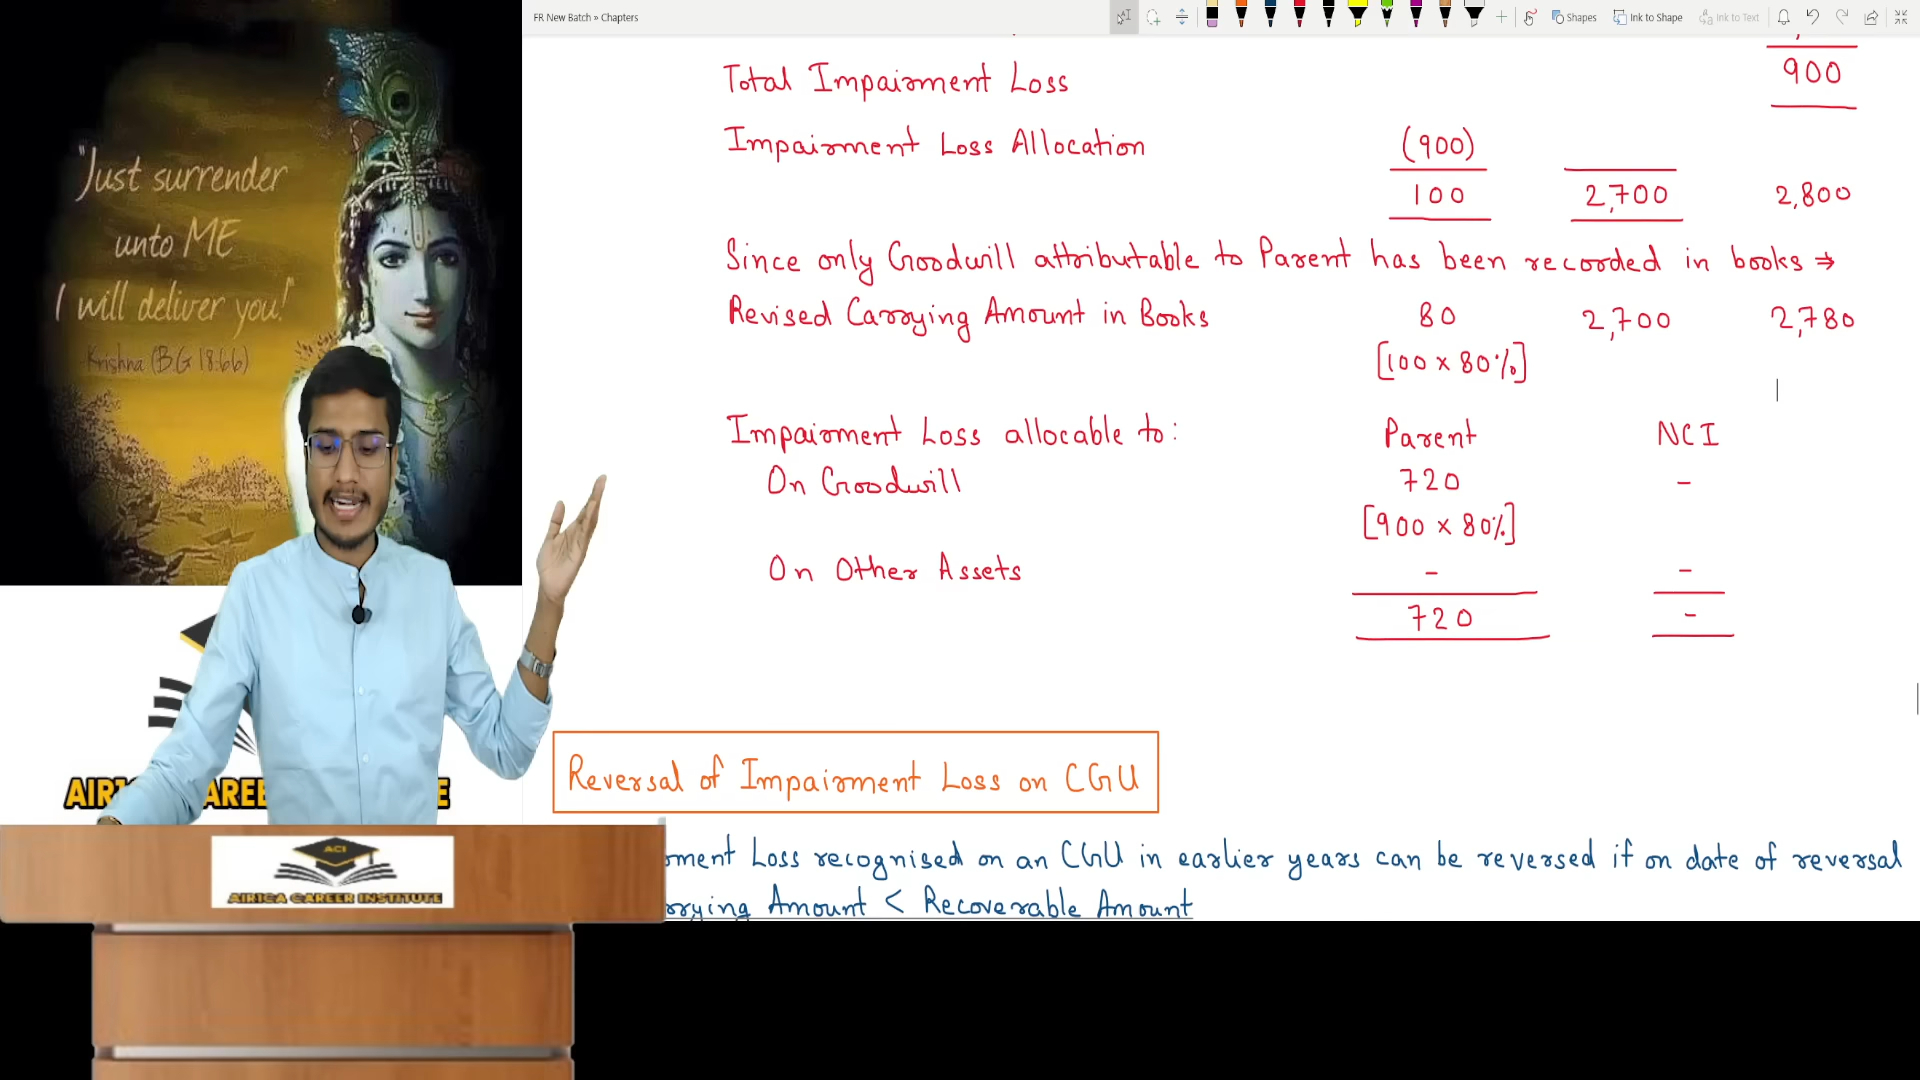 FR New Batch » Chapters
Shapes
Ink to Shape
Ink to Text
900
Total Impairment Loss
Impairment Loss Allocation (900)
100 2,700 2,800
Since only Goodwill attributable to Parent has been recorded in books ⇒
Revised Carrying Amount in Books 80 2,700 2,780
[100 × 80%]
Impairment Loss allocable to: Parent NCI
On Goodwill 720 -
[900 × 80%]
On Other Assets - -
720 -
Reversal of Impairment Loss on CGU
Loss recognised on an CGU in earlier years can be reversed if on date of reversal
Amount < Recoverable Amount
"Just surrender
unto ME
I will deliver you!"
Krishna (B.G 18:66)
ACI
AIR1CA CAREER INSTITUTE